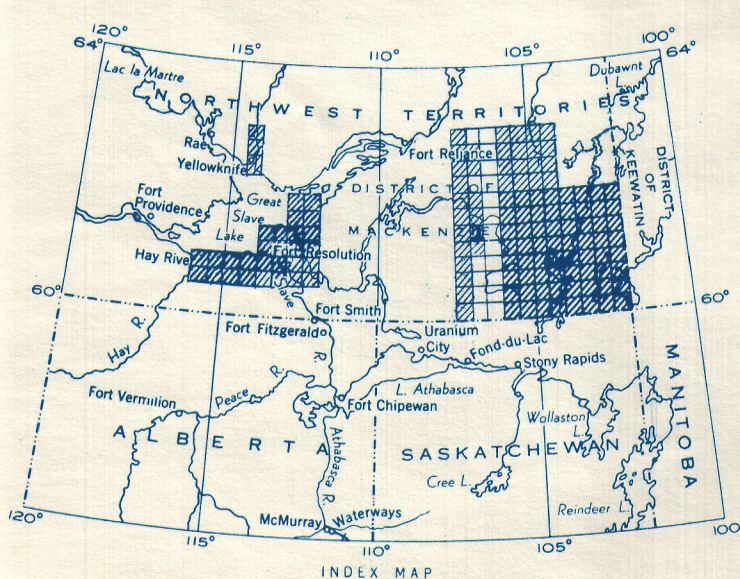 120°
115°
110°
105°
100°
64°
64°
Lac la Martre
Dubawnt
L.
NORTHWEST TERRITORIES
Rae
Yellowknife
Fort Reliance
DISTRICT
OF
KEEWATIN
Fort
Providence
Great
Slave
Lake
DISTRICT OF
MACKENZIE
Hay River
Fort Resolution
Slave
60°
60°
Fort Smith
Fort Fitzgerald
Uranium
City
Fond-du-Lac
Stony Rapids
Hay R.
R.
Peace R.
L. Athabasca
Fort Vermilion
Fort Chipewan
Wollaston
L.
MANITOBA
ALBERTA
Athabasca R.
SASKATCHEWAN
Cree L.
Reindeer L.
McMurray
Waterways
120°
115°
110°
105°
100
INDEX MAP